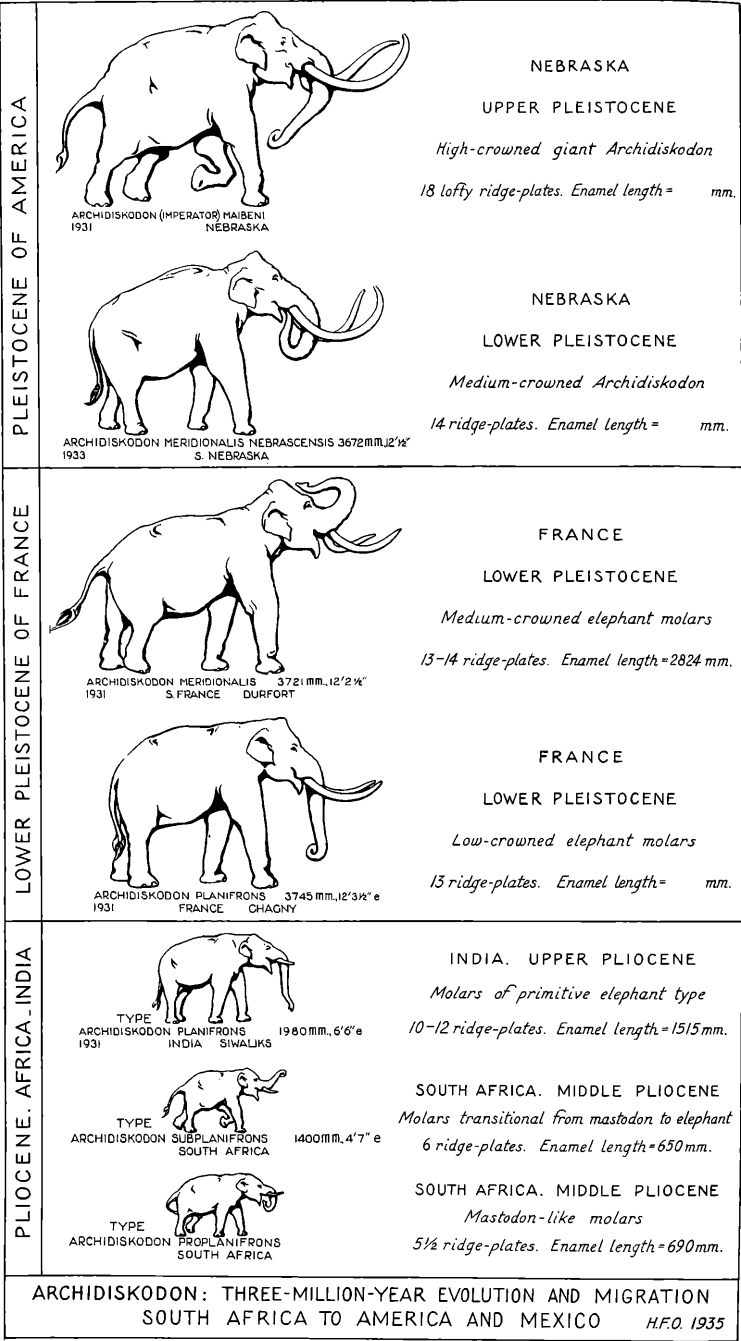 PLEISTOCENE OF AMERICA
ARCHIDISKODON (IMPERATOR) MAIBENI
1931 NEBRASKA
NEBRASKA
UPPER PLEISTOCENE
High-crowned giant Archidiskodon
18 lofty ridge-plates. Enamel length = mm.
ARCHIDISKODON MERIDIONALIS NEBRASCENSIS 3672mm.,12'½"
1933 S. NEBRASKA
NEBRASKA
LOWER PLEISTOCENE
Medium-crowned Archidiskodon
14 ridge-plates. Enamel length = mm.
LOWER PLEISTOCENE OF FRANCE
ARCHIDISKODON MERIDIONALIS 3721mm.,12'2½"
1931 S. FRANCE DURFORT
FRANCE
LOWER PLEISTOCENE
Medium-crowned elephant molars
13-14 ridge-plates. Enamel length=2824 mm.
ARCHIDISKODON PLANIFRONS 3745mm.,12'3½" e
1931 FRANCE CHAGNY
FRANCE
LOWER PLEISTOCENE
Low-crowned elephant molars
13 ridge-plates. Enamel length= mm.
PLIOCENE. AFRICA-INDIA
TYPE
ARCHIDISKODON PLANIFRONS 1980mm., 6'6" e
1931 INDIA SIWALIKS
INDIA. UPPER PLIOCENE
Molars of primitive elephant type
10-12 ridge-plates. Enamel length=1515mm.
TYPE
ARCHIDISKODON SUBPLANIFRONS 1400mm., 4'7" e
SOUTH AFRICA
SOUTH AFRICA. MIDDLE PLIOCENE
Molars transitional from mastodon to elephant
6 ridge-plates. Enamel length=650mm.
TYPE
ARCHIDISKODON PROPLANIFRONS
SOUTH AFRICA
SOUTH AFRICA. MIDDLE PLIOCENE
Mastodon-like molars
5½ ridge-plates. Enamel length=690mm.
ARCHIDISKODON: THREE-MILLION-YEAR EVOLUTION AND MIGRATION
SOUTH AFRICA TO AMERICA AND MEXICO H.F.O. 1935